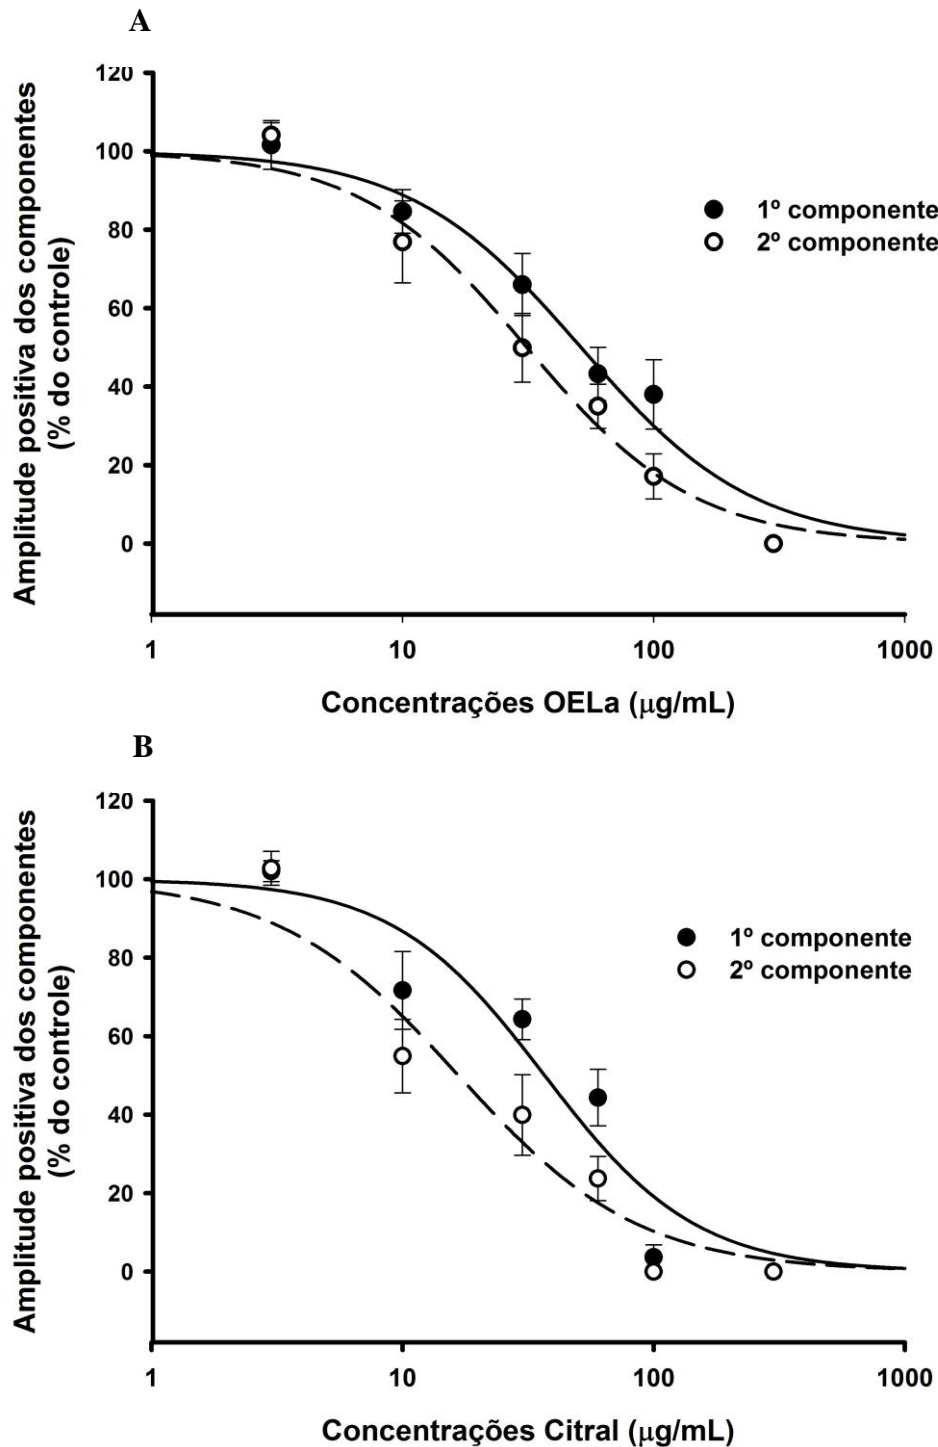 A
Amplitude positiva dos componentes
(% do controle)
120
100
80
60
40
20
0
1º componente
2º componente
1 10 100 1000
Concentrações OELa (μg/mL)
B
Amplitude positiva dos componentes
(% do controle)
120
100
80
60
40
20
0
1º componente
2º componente
1 10 100 1000
Concentrações Citral (μg/mL)